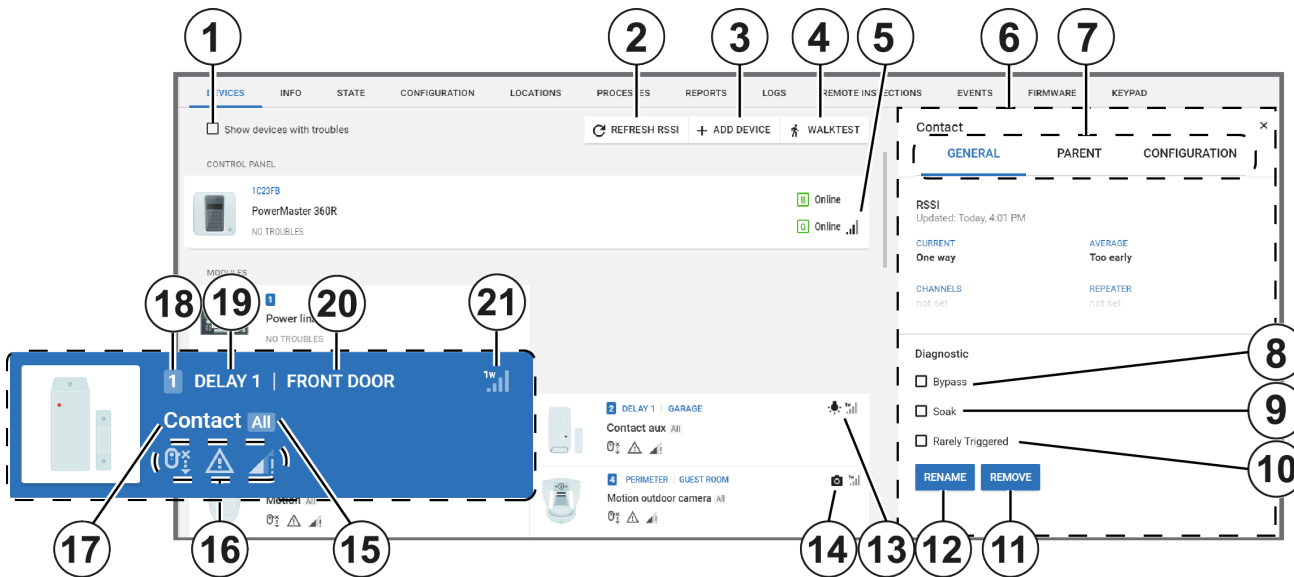 1 2 3 4 5 6 7
DEVICES INFO STATE CONFIGURATION LOCATIONS PROCESSES REPORTS LOGS REMOTE INSPECTIONS EVENTS FIRMWARE KEYPAD
Show devices with troubles
REFRESH RSSI ADD DEVICE WALKTEST
CONTROL PANEL
1C23FB
PowerMaster 360R
NO TROUBLES
B Online
G Online
MODULES
18 19 20 21
1
Power
NO TROUBLES
1 DELAY 1 | FRONT DOOR
1w
Contact All
Motion All
2 DELAY 1 | GARAGE
Contact aux All
4 PERIMETER | GUEST ROOM
Motion outdoor camera All
Contact ×
GENERAL PARENT CONFIGURATION
RSSI
Updated: Today, 4:01 PM
CURRENT AVERAGE
One way Too early
CHANNELS REPEATER
not set not set
Diagnostic
Bypass
8
Soak
9
Rarely Triggered
10
RENAME REMOVE
17 16 15 14 13 12 11